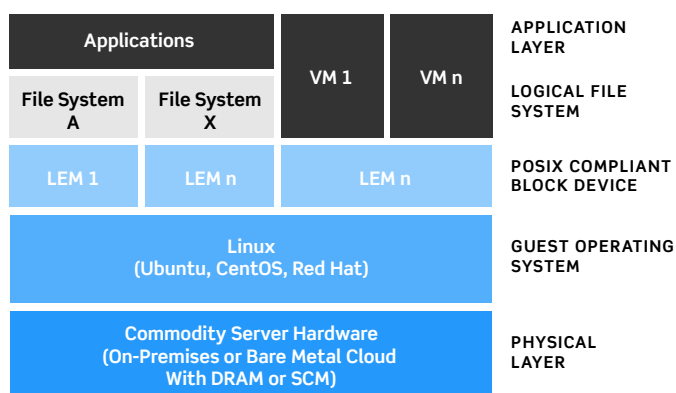 Applications
VM 1
VM n
APPLICATION
LAYER
File System
A
File System
X
LOGICAL FILE
SYSTEM
LEM 1
LEM n
LEM n
POSIX COMPLIANT
BLOCK DEVICE
Linux
(Ubuntu, CentOS, Red Hat)
GUEST OPERATING
SYSTEM
Commodity Server Hardware
(On-Premises or Bare Metal Cloud
With DRAM or SCM)
PHYSICAL
LAYER